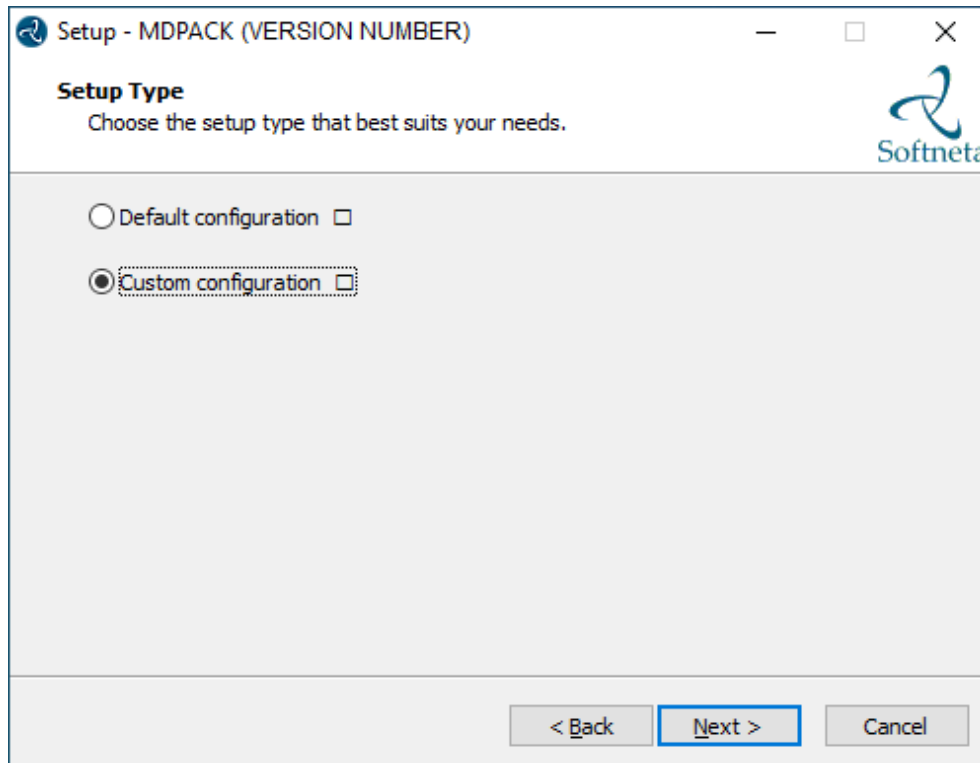 Setup - MDPACK (VERSION NUMBER)
Setup Type
Choose the setup type that best suits your needs.
Softneta
Default configuration □
Custom configuration □
< Back
Next >
Cancel